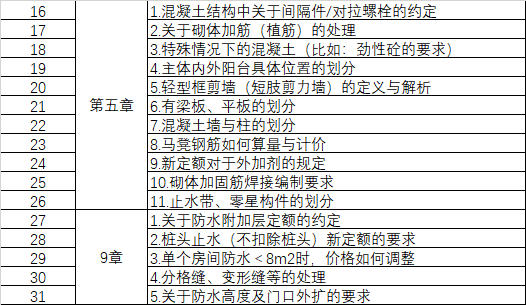 16 1.混凝土结构中关于间隔件/对拉螺栓的约定
17 2.关于砌体加筋（植筋）的处理
18 3.特殊情况下的混凝土（比如：劲性砼的要求）
19 4.主体内外阳台具体位置的划分
20 5.轻型框剪墙（短肢剪力墙）的定义与解析
21 第五章 6.有梁板、平板的划分
22 7.混凝土墙与柱的划分
23 8.马凳钢筋如何算量与计价
24 9.新定额对于外加剂的规定
25 10.砌体加固筋焊接编制要求
26 11.止水带、零星构件的划分
27 1.关于防水附加层定额的约定
28 2.桩头止水（不扣除桩头）新定额的要求
29 9章 3.单个房间防水＜8m2时，价格如何调整
30 4.分格缝、变形缝等的处理
31 5.关于防水高度及门口外扩的要求